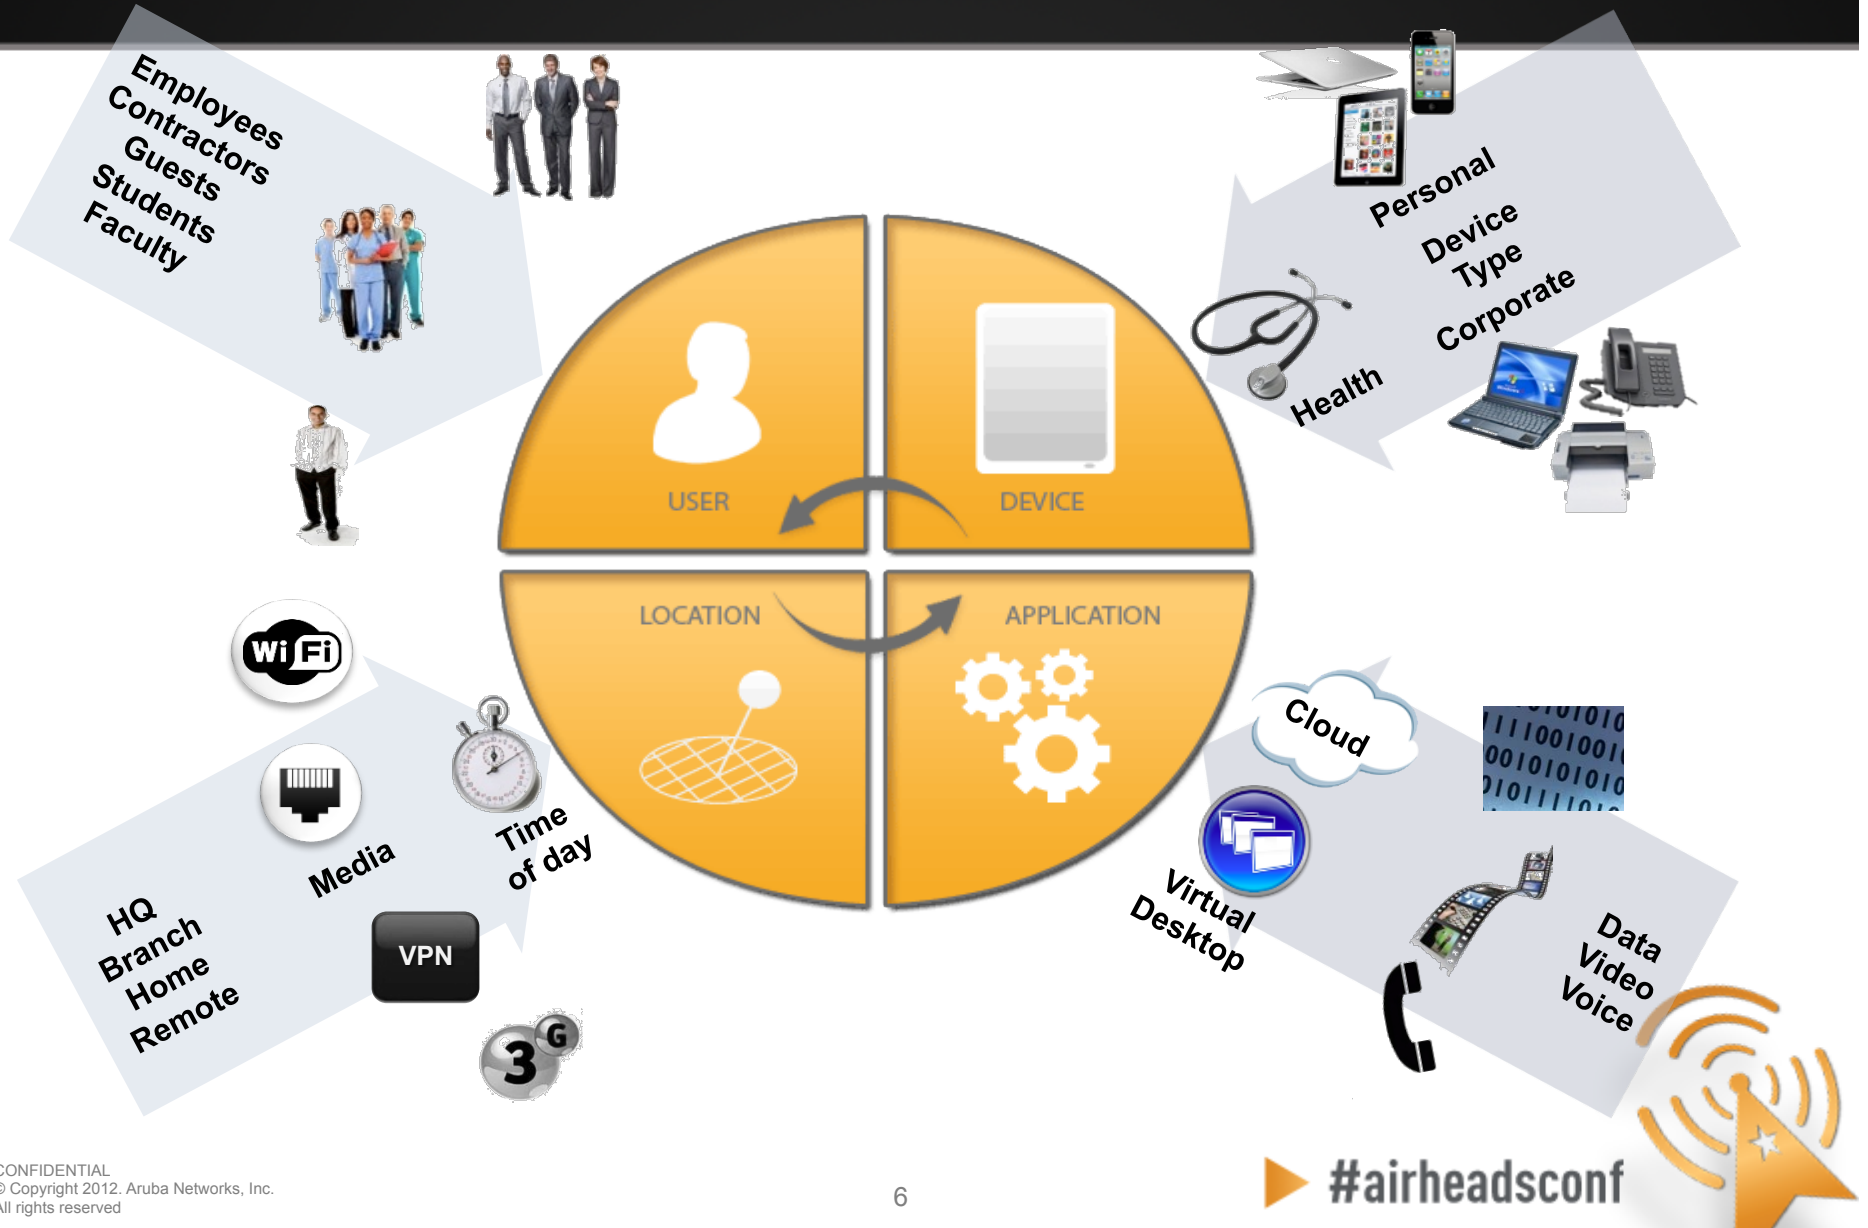 Employees
Contractors
Guests
Students
Faculty
Personal
Device
Type
Corporate
Health
USER
DEVICE
LOCATION
APPLICATION
Wi Fi
Media
Time
of day
HQ
Branch
Home
Remote
VPN
3G
Cloud
Virtual
Desktop
Data
Video
Voice
CONFIDENTIAL
© Copyright 2012. Aruba Networks, Inc.
All rights reserved
6
#airheadsconf